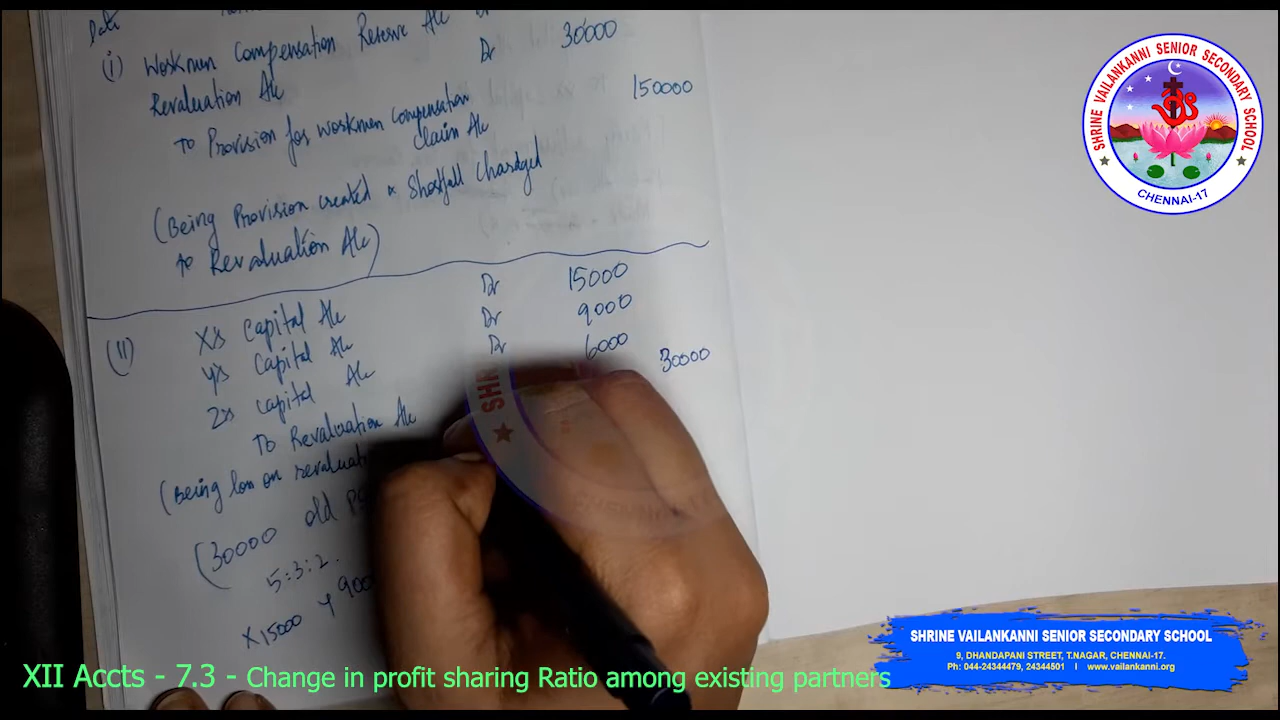 Date
(i) Workmen Compensation Reserve A/c Dr
Revaluation A/c Dr 30000
To Provision for Workmen Compensation 150000
Claim A/c
(Being Provision created & Shortfall Charged
to Revaluation A/c)
(II) X's Capital A/c Dr 15000
Y's Capital A/c Dr 9000
Z's Capital A/c Dr 6000
To Revaluation A/c 30000
(Being loss on revaluati
(30000 old PS
5:3:2.
X 15000 Y 900
SHRINE VAILANKANNI SENIOR SECONDARY SCHOOL
CHENNAI-17
SHRI
SHRINE VAILANKANNI SENIOR SECONDARY SCHOOL
9, DHANDAPANI STREET, T.NAGAR, CHENNAI-17.
Ph: 044-24344479, 24344501 I www.vailankanni.org
XII Accts - 7.3 - Change in profit sharing Ratio among existing partners